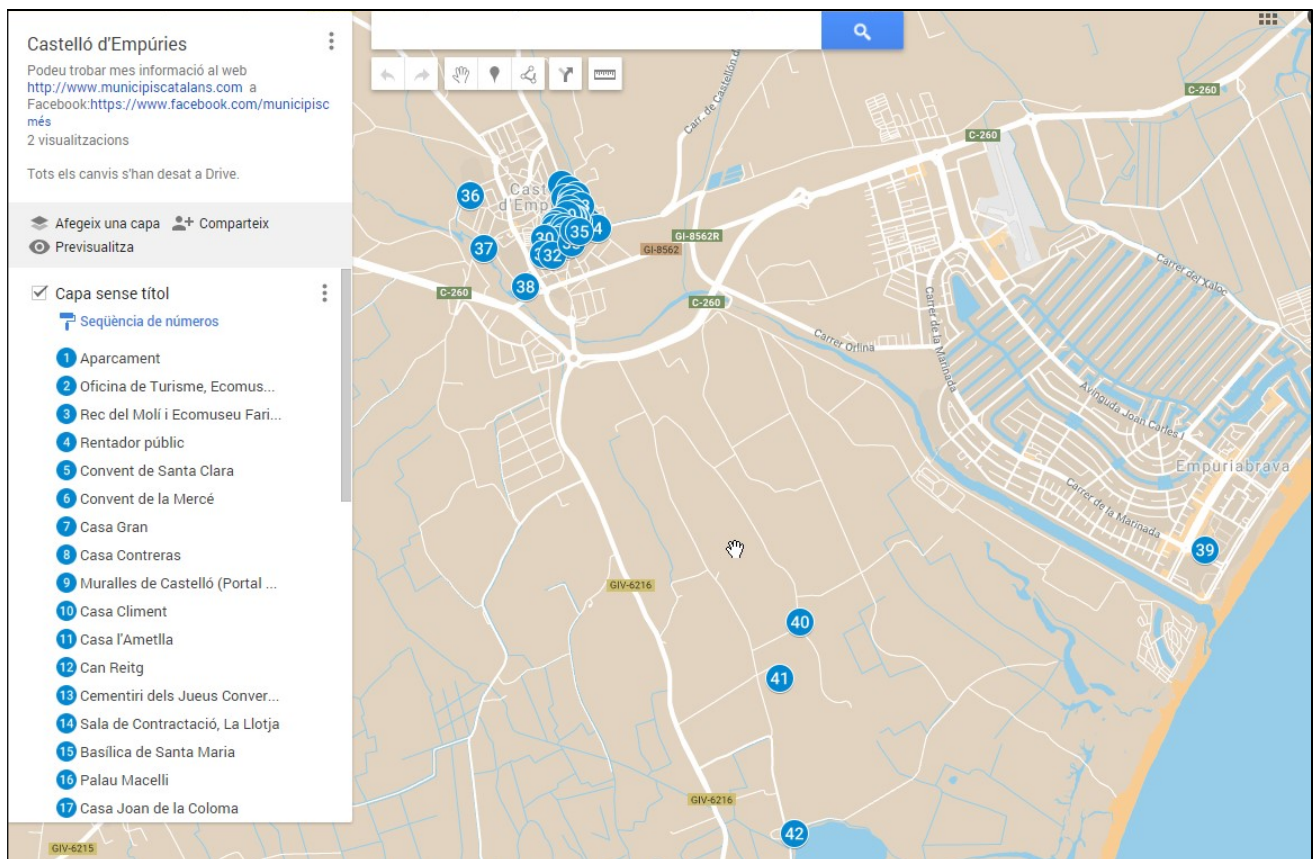 Castelló d'Empúries
Podeu trobar mes informació al web
http://www.municipiscatalans.com a
Facebook:https://www.facebook.com/municipisc
més
2 visualitzacions
Tots els canvis s'han desat a Drive.
Afegeix una capa Comparteix
Previsualitza
Capa sense títol
Seqüència de números
1 Aparcament
2 Oficina de Turisme, Ecomus...
3 Rec del Molí i Ecomuseu Fari...
4 Rentador públic
5 Convent de Santa Clara
6 Convent de la Mercé
7 Casa Gran
8 Casa Contreras
9 Muralles de Castelló (Portal ...
10 Casa Climent
11 Casa l'Ametlla
12 Can Reitg
13 Cementiri dels Jueus Conver...
14 Sala de Contractació, La Llotja
15 Basílica de Santa Maria
16 Palau Macelli
17 Casa Joan de la Coloma
GIV-6215
Carr. de Castellón d
C-260
C-260
36
Cast
d'Emp
35
37
32
38
GI-8562R
GI-8562
C-260
C-260
Carrer del Xaloc
Carrer de la Marinada
Carrer Orfina
Avinguda Joan Carles I
Empuriabrava
Carrer de la Marinada
39
GIV-6216
40
41
GIV-6216
42